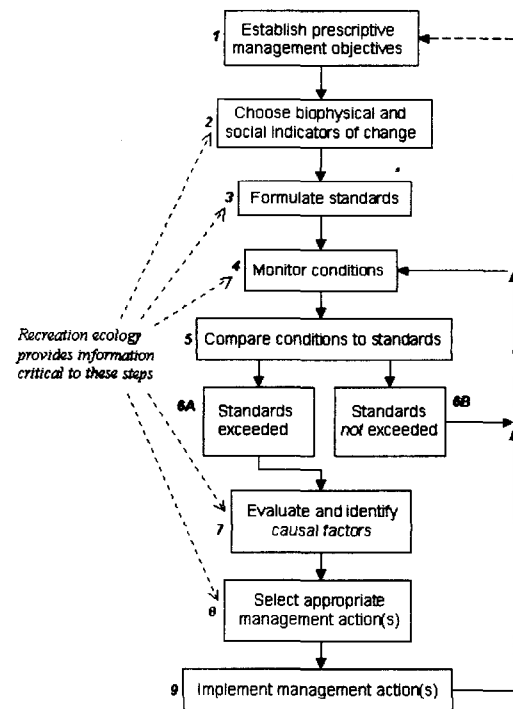 1
Establish prescriptive
management objectives
2
Choose biophysical and
social indicators of change
3
Formulate standards
4
Monitor conditions
Recreation ecology
provides information
critical to these steps
5
Compare conditions to standards
6A
Standards
exceeded
6B
Standards
not exceeded
7
Evaluate and identify
causal factors
8
Select appropriate
management action(s)
9
Implement management action(s)